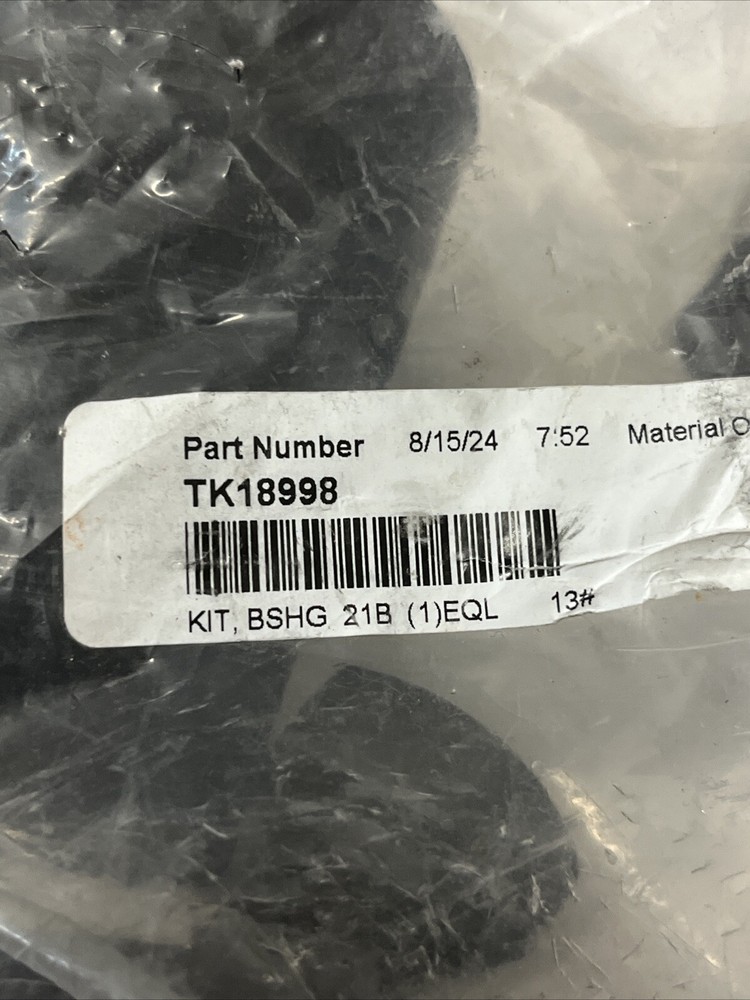 Part Number 8/15/24 7:52 Material O
TK18998
KIT, BSHG 21B (1)EQL 13#